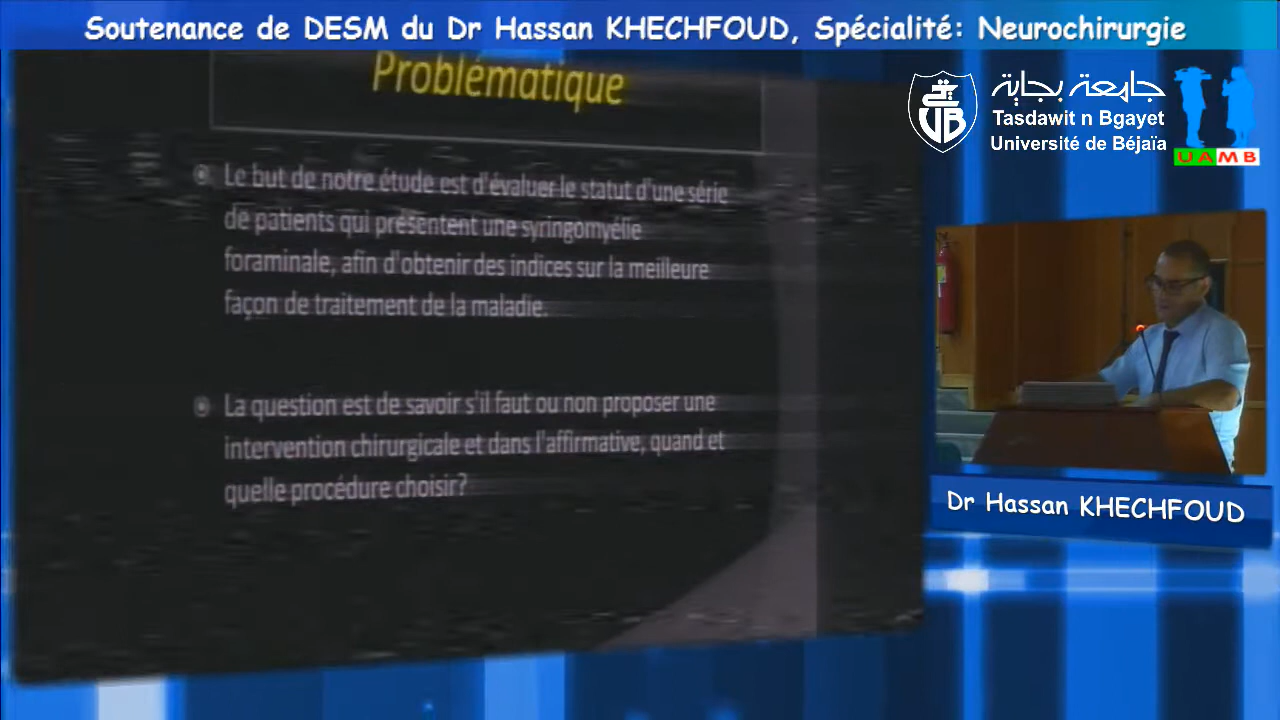 Soutenance de DESM du Dr Hassan KHECHFOUD, Spécialité: Neurochirurgie
Problématique
Le but de notre étude est d'évaluer le statut d'une série
de patients qui présentent une syringomyélie
foraminale, afin d'obtenir des indices sur la meilleure
façon de traitement de la maladie.
La question est de savoir s'il faut ou non proposer une
intervention chirurgicale et dans l'affirmative, quand et
quelle procédure choisir?
جامعة بجاية
Tasdawit n Bgayet
Université de Béjaïa
UB
UAMB
Dr Hassan KHECHFOUD